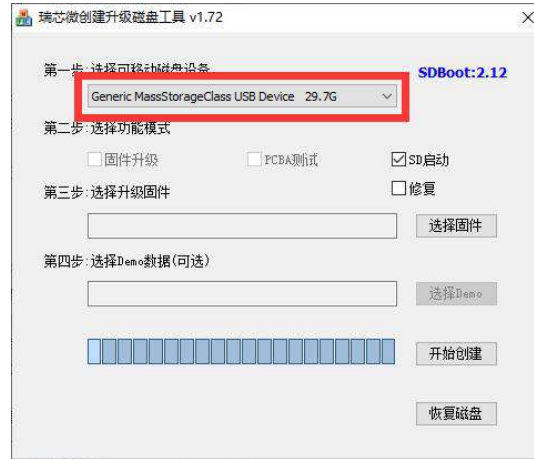 瑞芯微创建升级磁盘工具 v1.72
第一步:选择可移动磁盘设备
SDBoot:2.12
Generic MassStorageClass USB Device 29.7G
第二步:选择功能模式
固件升级
PCBA测试
SD启动
修复
第三步:选择升级固件
选择固件
第四步:选择Demo数据(可选)
选择Demo
开始创建
恢复磁盘